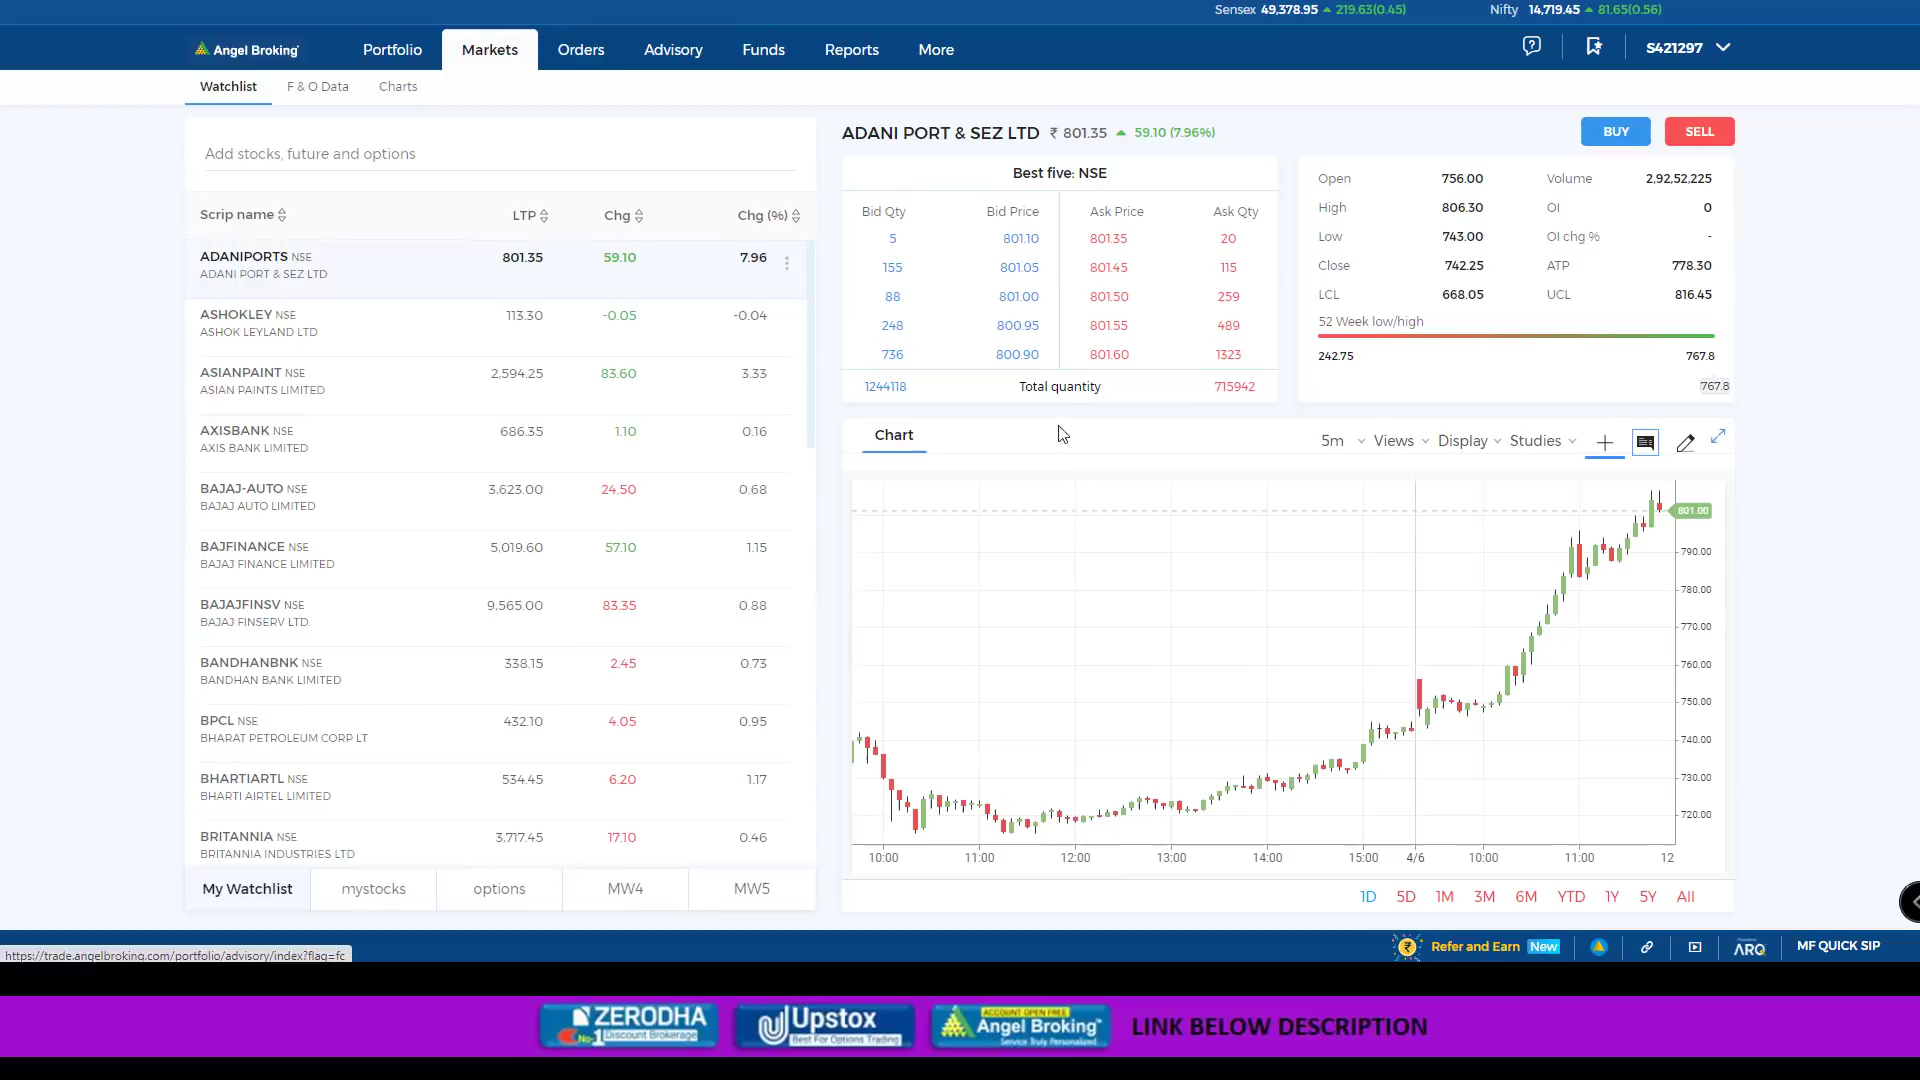 Sensex 49,378.95 219.63(0.45) Nifty 14,719.45 81.65(0.56)
Angel Broking Portfolio Markets Orders Advisory Funds Reports More S421297
Watchlist F & O Data Charts
Add stocks, future and options
Scrip name LTP Chg Chg (%)
ADANIPORTS NSE 801.35 59.10 7.96
ADANI PORT & SEZ LTD
ASHOKLEY NSE 113.30 -0.05 -0.04
ASHOK LEYLAND LTD
ASIANPAINT NSE 2,594.25 83.60 3.33
ASIAN PAINTS LIMITED
AXISBANK NSE 686.35 1.10 0.16
AXIS BANK LIMITED
BAJAJ-AUTO NSE 3,623.00 24.50 0.68
BAJAJ AUTO LIMITED
BAJFINANCE NSE 5,019.60 57.10 1.15
BAJAJ FINANCE LIMITED
BAJAJFINSV NSE 9,565.00 83.35 0.88
BAJAJ FINSERV LTD.
BANDHANBNK NSE 338.15 2.45 0.73
BANDHAN BANK LIMITED
BPCL NSE 432.10 4.05 0.95
BHARAT PETROLEUM CORP LT
BHARTIARTL NSE 534.45 6.20 1.17
BHARTI AIRTEL LIMITED
BRITANNIA NSE 3,717.45 17.10 0.46
BRITANNIA INDUSTRIES LTD
My Watchlist mystocks options MW4 MW5
ADANI PORT & SEZ LTD ₹ 801.35 59.10 (7.96%) BUY SELL
Best five: NSE
Bid Qty Bid Price Ask Price Ask Qty
5 801.10 801.35 20
155 801.05 801.45 115
88 801.00 801.50 259
248 800.95 801.55 489
736 800.90 801.60 1323
1244118 Total quantity 715942
Open 756.00 Volume 2,92,52,225
High 806.30 OI 0
Low 743.00 OI chg % -
Close 742.25 ATP 778.30
LCL 668.05 UCL 816.45
52 Week low/high
242.75 767.8
767.8
Chart 5m Views Display Studies
801.00
790.00
780.00
770.00
760.00
750.00
740.00
730.00
720.00
10:00 11:00 12:00 13:00 14:00 15:00 4/6 10:00 11:00 12
1D 5D 1M 3M 6M YTD 1Y 5Y All
https://trade.angelbroking.com/portfolio/advisory/index?flag=fc
Refer and Earn New ARQ MF QUICK SIP
ZERODHA
No-1 Discount Brokerage
Upstox
Best For Options Trading
ACCOUNT OPEN FREE
Angel Broking
Service Truly Personalized
LINK BELOW DESCRIPTION